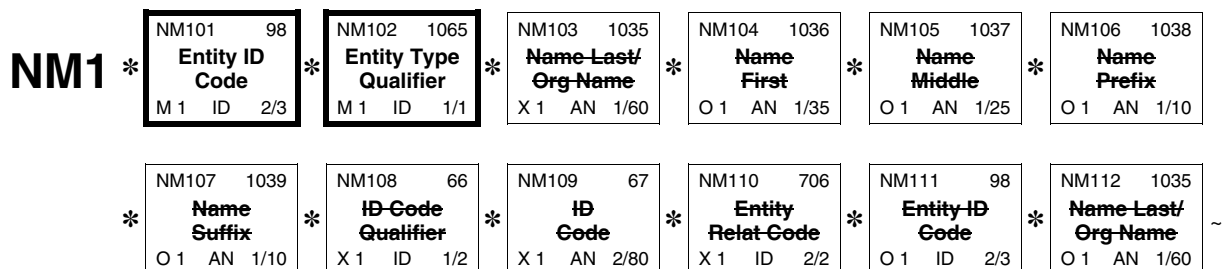 NM101 98 NM102 1065 NM103 1035 NM104 1036 NM105 1037 NM106 1038
NM1 * Entity ID * Entity Type * Name Last/ * Name * Name * Name
Code Qualifier Org Name First Middle Prefix
M 1 ID 2/3 M 1 ID 1/1 X 1 AN 1/60 O 1 AN 1/35 O 1 AN 1/25 O 1 AN 1/10
NM107 1039 NM108 66 NM109 67 NM110 706 NM111 98 NM112 1035
* Name * ID Code * ID * Entity * Entity ID * Name Last/ ~
Suffix Qualifier Code Relat Code Code Org Name
O 1 AN 1/10 X 1 ID 1/2 X 1 AN 2/80 X 1 ID 2/2 O 1 ID 2/3 O 1 AN 1/60